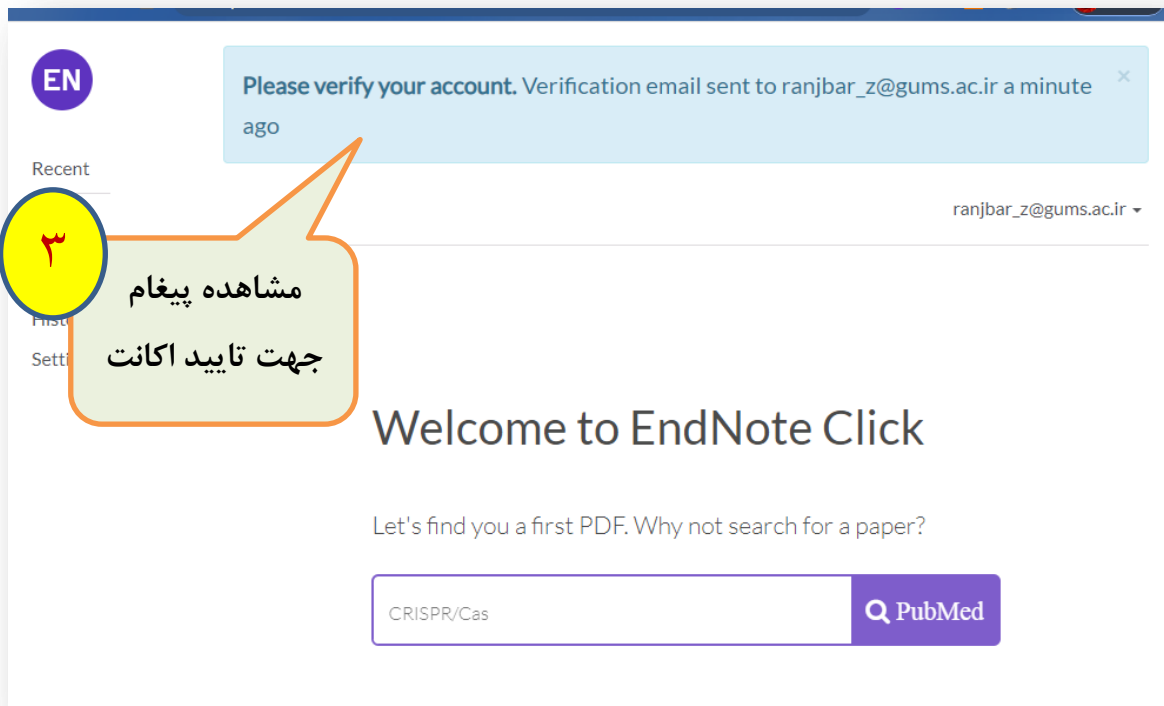 EN
Please verify your account. Verification email sent to ranjbar_z@gums.ac.ir a minute
ago
Recent
ranjbar_z@gums.ac.ir
۳
مشاهده پیغام
جهت تایید اکانت
Welcome to EndNote Click
Let's find you a first PDF. Why not search for a paper?
CRISPR/Cas
PubMed